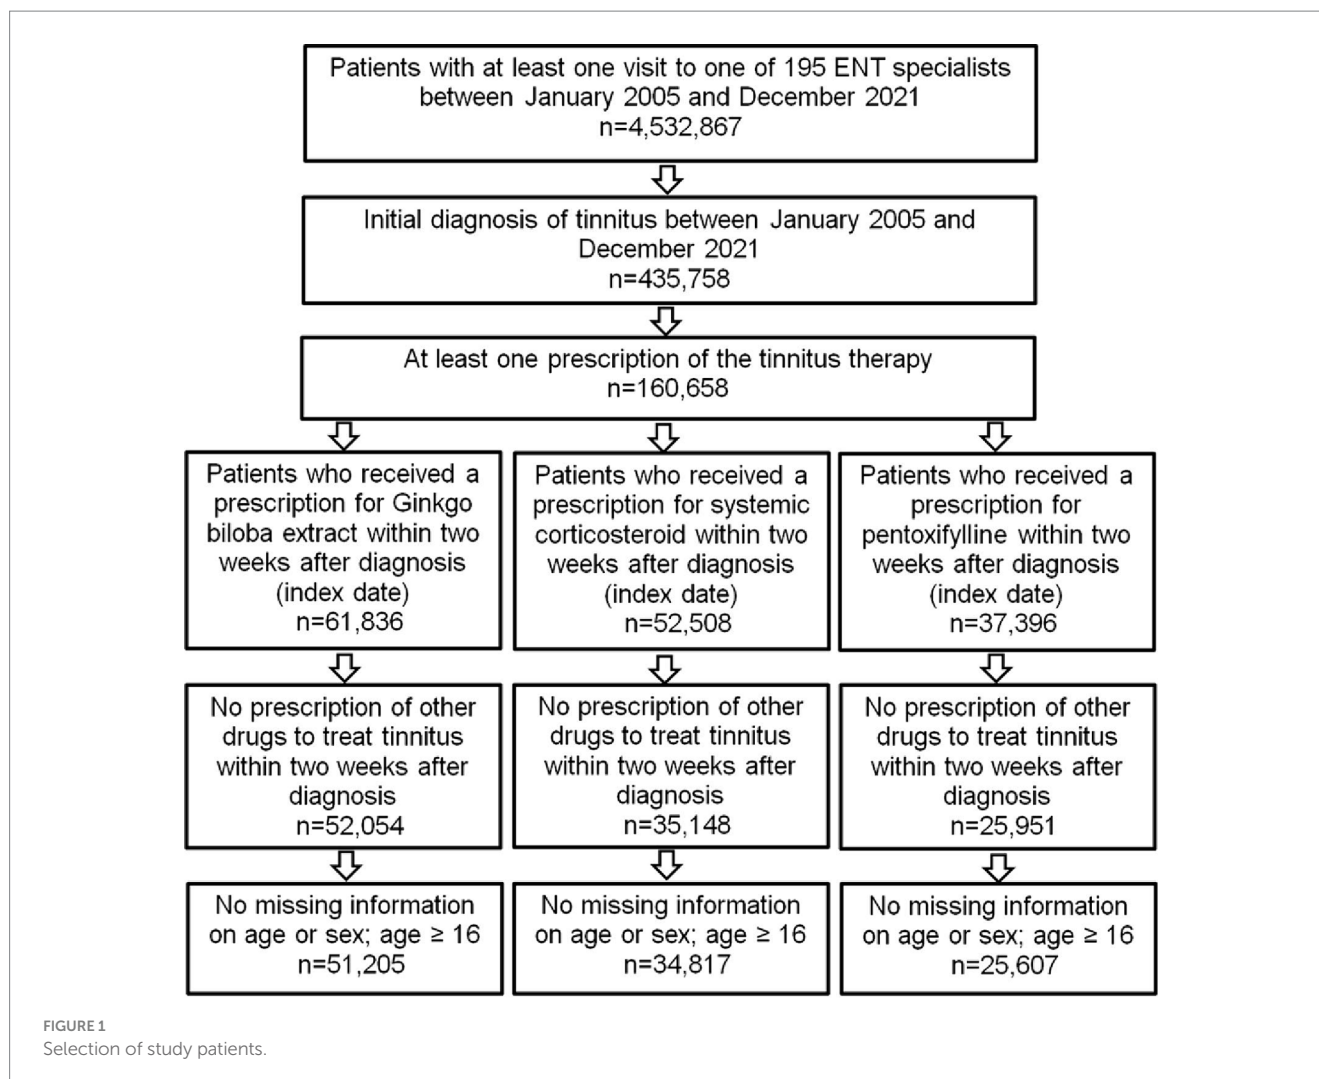 Patients with at least one visit to one of 195 ENT specialists
between January 2005 and December 2021
n=4,532,867
Initial diagnosis of tinnitus between January 2005 and
December 2021
n=435,758
At least one prescription of the tinnitus therapy
n=160,658
Patients who received a
prescription for Ginkgo
biloba extract within two
weeks after diagnosis
(index date)
n=61,836
Patients who received a
prescription for systemic
corticosteroid within two
weeks after diagnosis
(index date)
n=52,508
Patients who received a
prescription for
pentoxifylline within two
weeks after diagnosis
(index date)
n=37,396
No prescription of other
drugs to treat tinnitus
within two weeks after
diagnosis
n=52,054
No prescription of other
drugs to treat tinnitus
within two weeks after
diagnosis
n=35,148
No prescription of other
drugs to treat tinnitus
within two weeks after
diagnosis
n=25,951
No missing information
on age or sex; age ≥ 16
n=51,205
No missing information
on age or sex; age ≥ 16
n=34,817
No missing information
on age or sex; age ≥ 16
n=25,607
FIGURE 1
Selection of study patients.